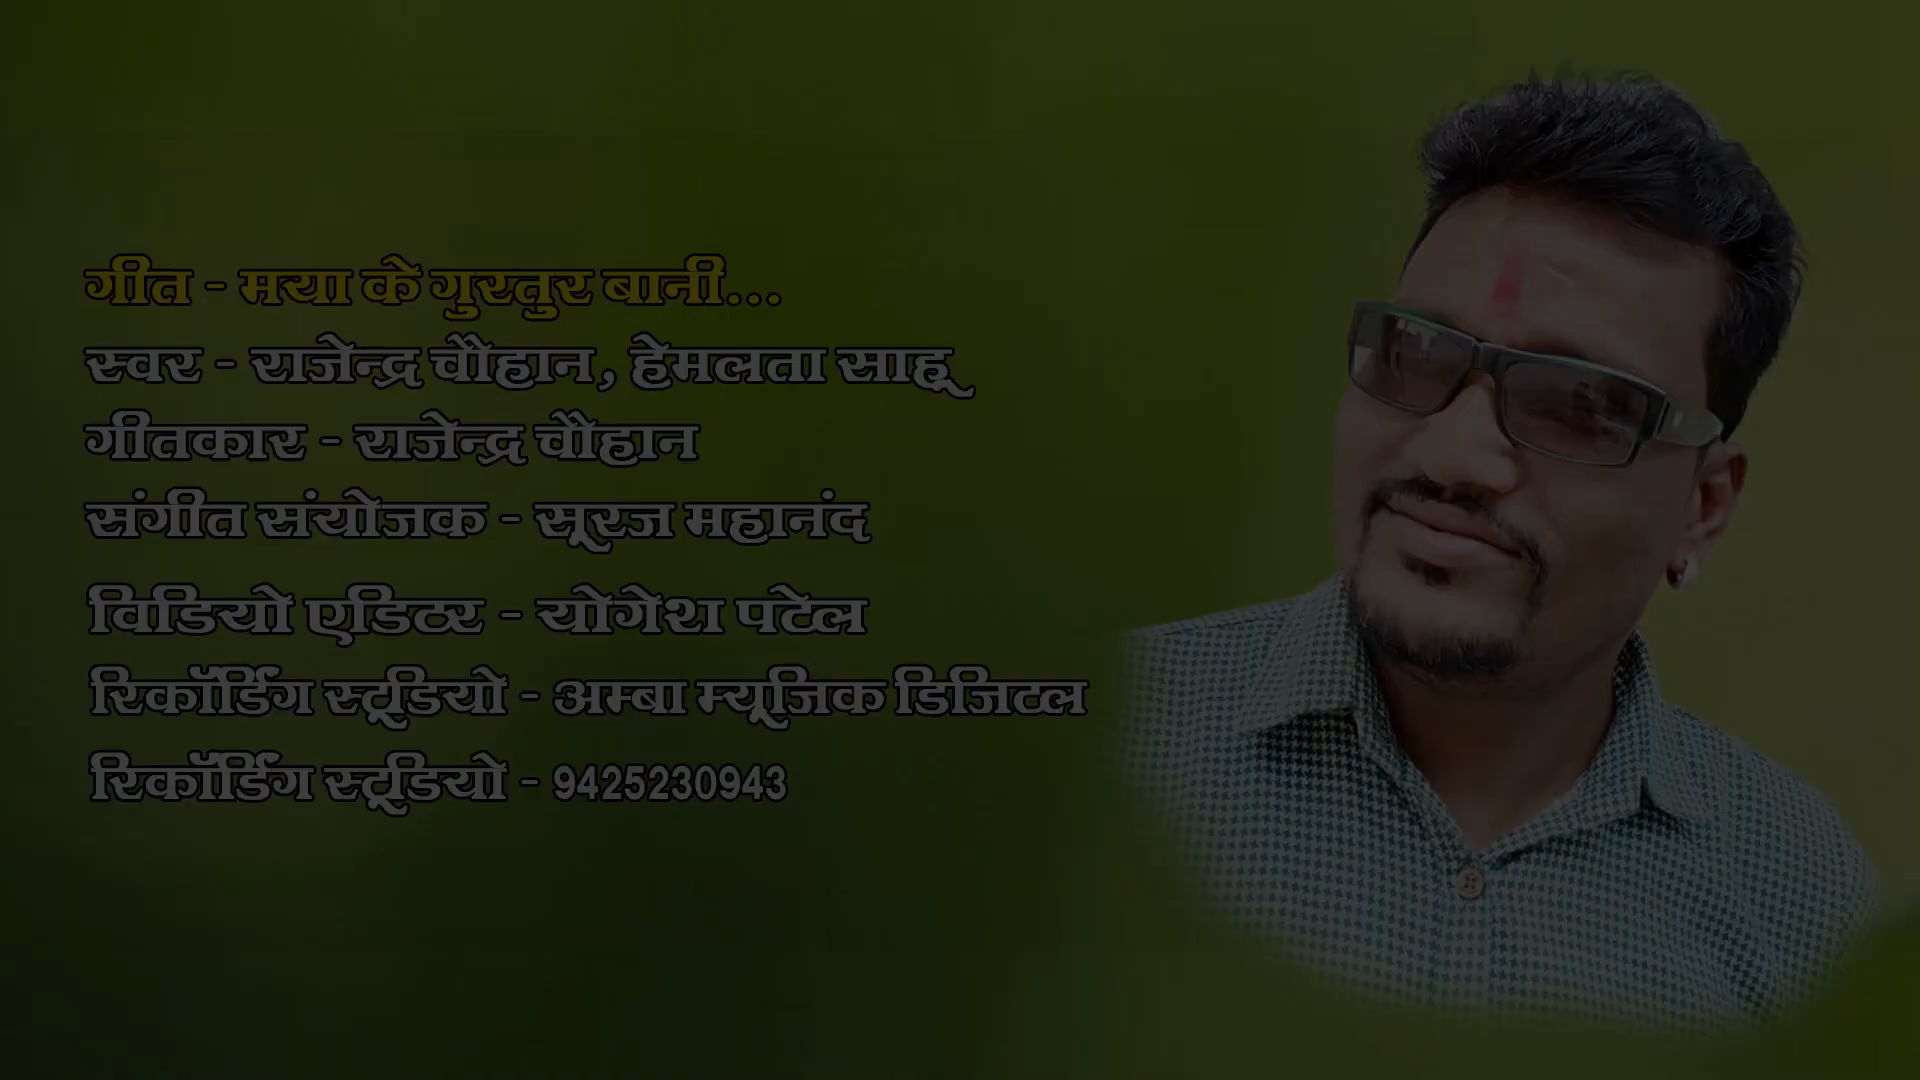 गीत - मया के गुरतुर बानी...
स्वर - राजेन्द्र चौहान, हेमलता साहू
गीतकार - राजेन्द्र चौहान
संगीत संयोजक - सूरज महानंद
विडियो एडिटर - योगेश पटेल
रिकॉर्डिंग स्टूडियो - अम्बा म्यूजिक डिजिटल
रिकॉर्डिंग स्टूडियो - 9425230943